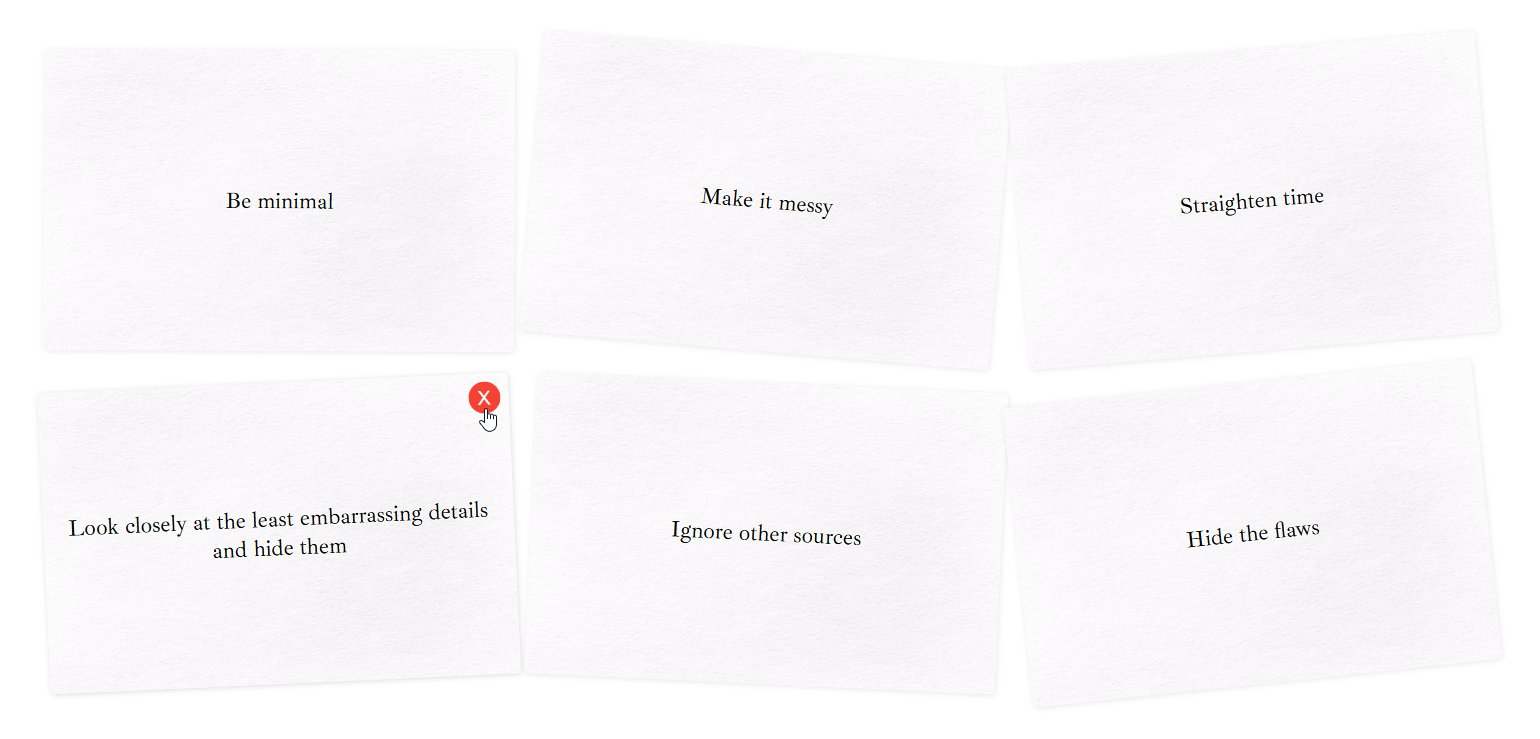 Be minimal
Make it messy
Straighten time
X
Look closely at the least embarrassing details
and hide them
Ignore other sources
Hide the flaws